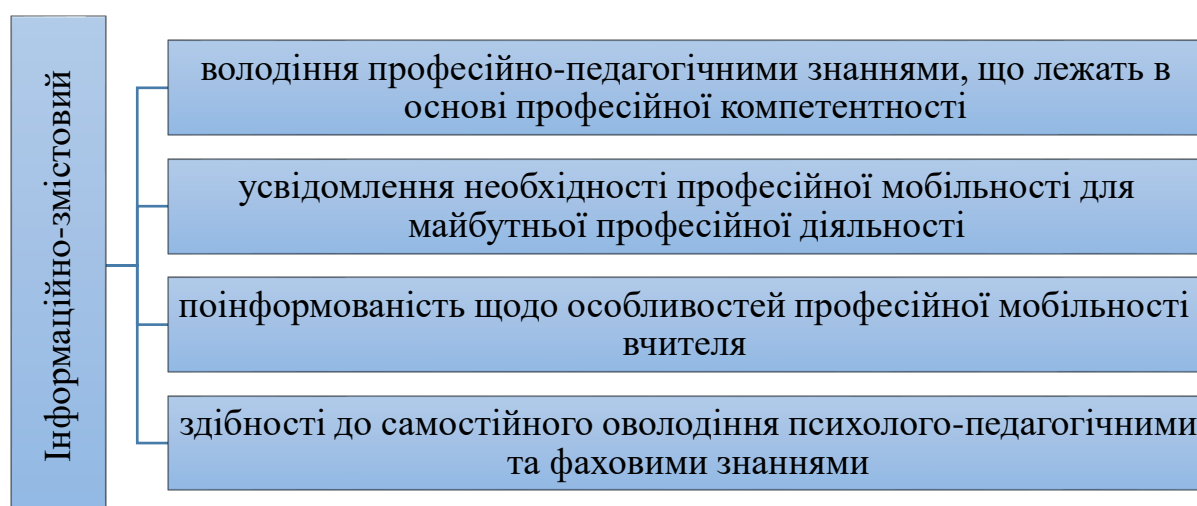 Інформаційно-змістовий
володіння професійно-педагогічними знаннями, що лежать в
основі професійної компетентності
усвідомлення необхідності професійної мобільності для
майбутньої професійної діяльності
поінформованість щодо особливостей професійної мобільності
вчителя
здібності до самостійного оволодіння психолого-педагогічними
та фаховими знаннями